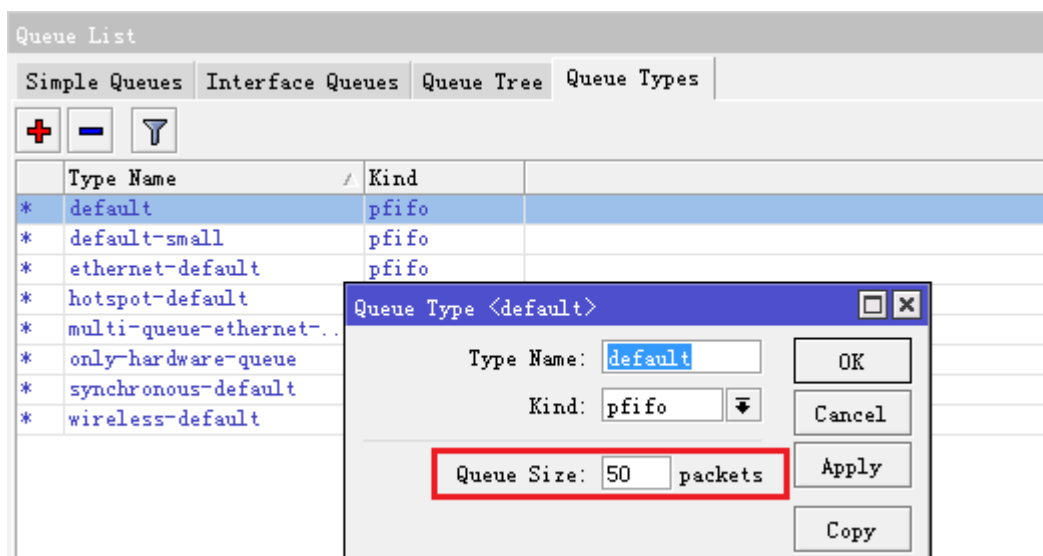 Queue List
Simple Queues Interface Queues Queue Tree Queue Types
Type Name Kind
* default pfifo
* default-small pfifo
* ethernet-default pfifo
* hotspot-default
* multi-queue-ethernet-..
* only-hardware-queue
* synchronous-default
* wireless-default
Queue Type <default>
Type Name: default OK
Kind: pfifo Cancel
Queue Size: 50 packets Apply
Copy